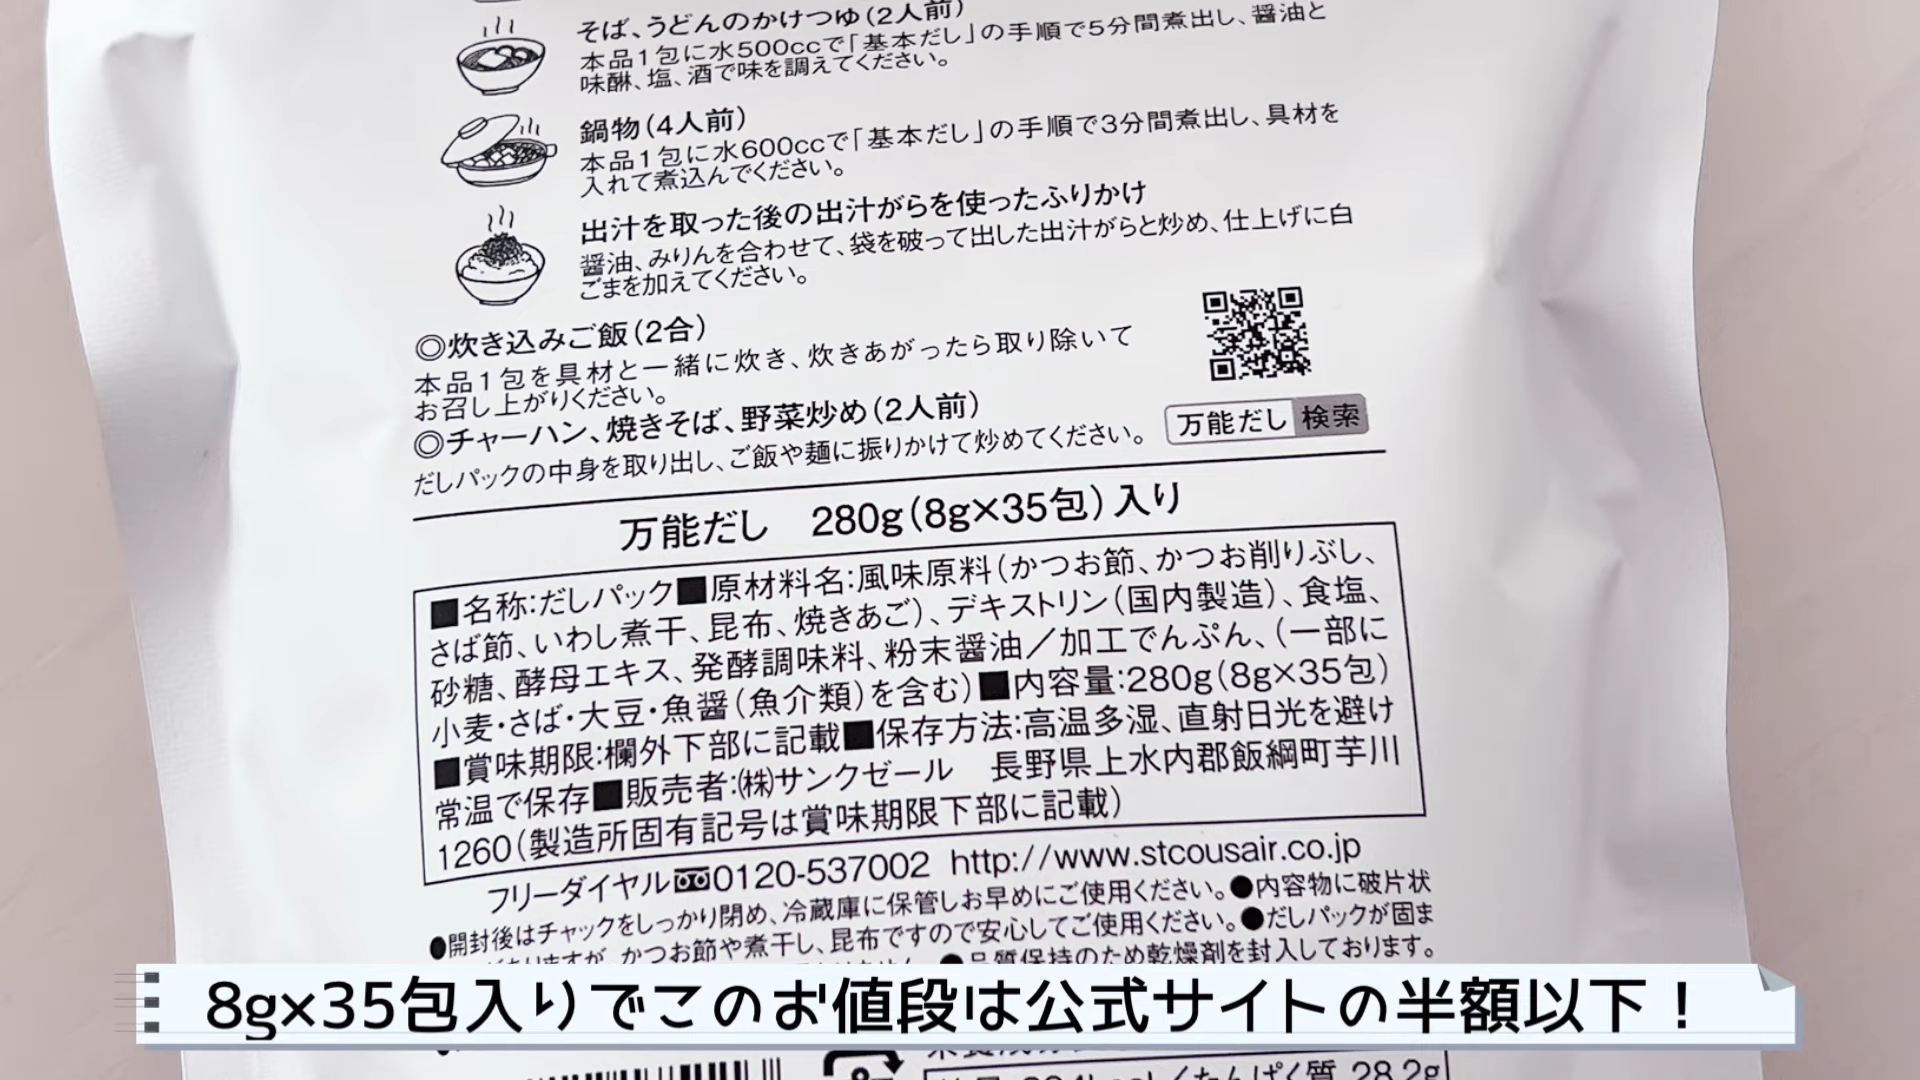 そば、うどんのかけつゆ(2人前)
本品1包に水500ccで「基本だし」の手順で5分間煮出し、醤油と
味醂、塩、酒で味を調えてください。
鍋物(4人前)
本品1包に水600ccで「基本だし」の手順で3分間煮出し、具材を
入れて煮込んでください。
出汁を取った後の出汁がらを使ったふりかけ
醤油、みりんを合わせて、袋を破って出した出汁がらと炒め、仕上げに白
ごまを加えてください。
◎炊き込みご飯(2合)
本品1包を具材と一緒に炊き、炊きあがったら取り除いて
お召し上がりください。
◎チャーハン、焼きそば、野菜炒め(2人前)
だしパックの中身を取り出し、ご飯や麺に振りかけて炒めてください。
万能だし 検索
万能だし 280g(8g×35包)入り
■名称:だしパック■原材料名:風味原料(かつお節、かつお削りぶし、
さば節、いわし煮干、昆布、焼きあご)、デキストリン(国内製造)、食塩、
砂糖、酵母エキス、発酵調味料、粉末醤油/加工でんぷん、(一部に
小麦・さば・大豆・魚醤(魚介類)を含む)■内容量:280g(8g×35包)
■賞味期限:欄外下部に記載■保存方法:高温多湿、直射日光を避け
常温で保存■販売者:㈱サンクゼール 長野県上水内郡飯綱町芋川
1260(製造所固有記号は賞味期限下部に記載)
フリーダイヤル 0120-537002 http://www.stcousair.co.jp
●開封後はチャックをしっかり閉め、冷蔵庫に保管しお早めにご使用ください。●内容物に破片状
かつお節や煮干し、昆布ですので安心してご使用ください。●だしパックが固ま
●品質保持のため乾燥剤を封入しております。
8g×35包入りでこのお値段は公式サイトの半額以下！
たんぱく質 28.2g